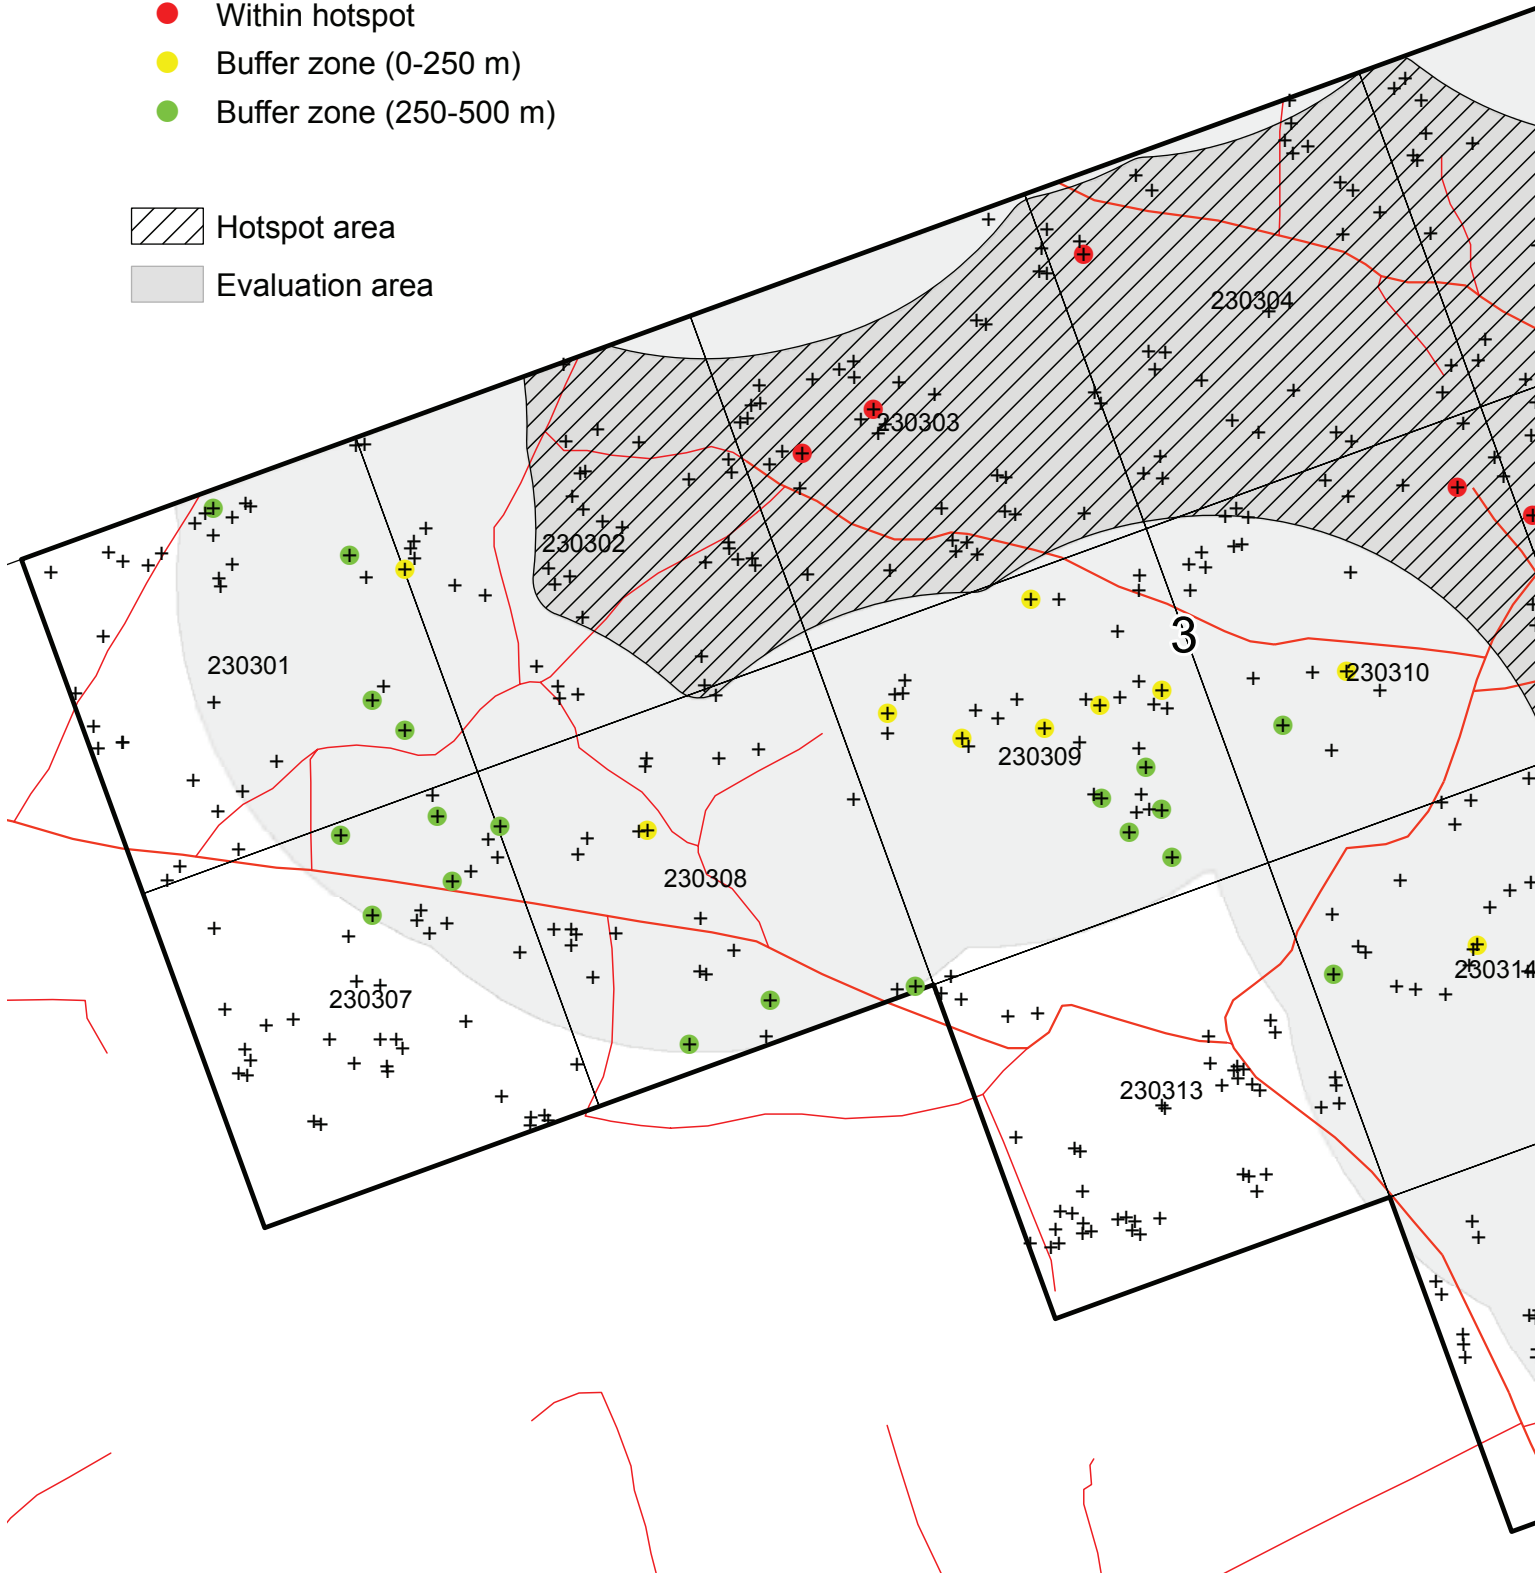 Within hotspot
Buffer zone (0-250 m)
Buffer zone (250-500 m)
Hotspot area
Evaluation area
230304
230303
230302
3
230301
230310
230309
230308
230314
230307
230313